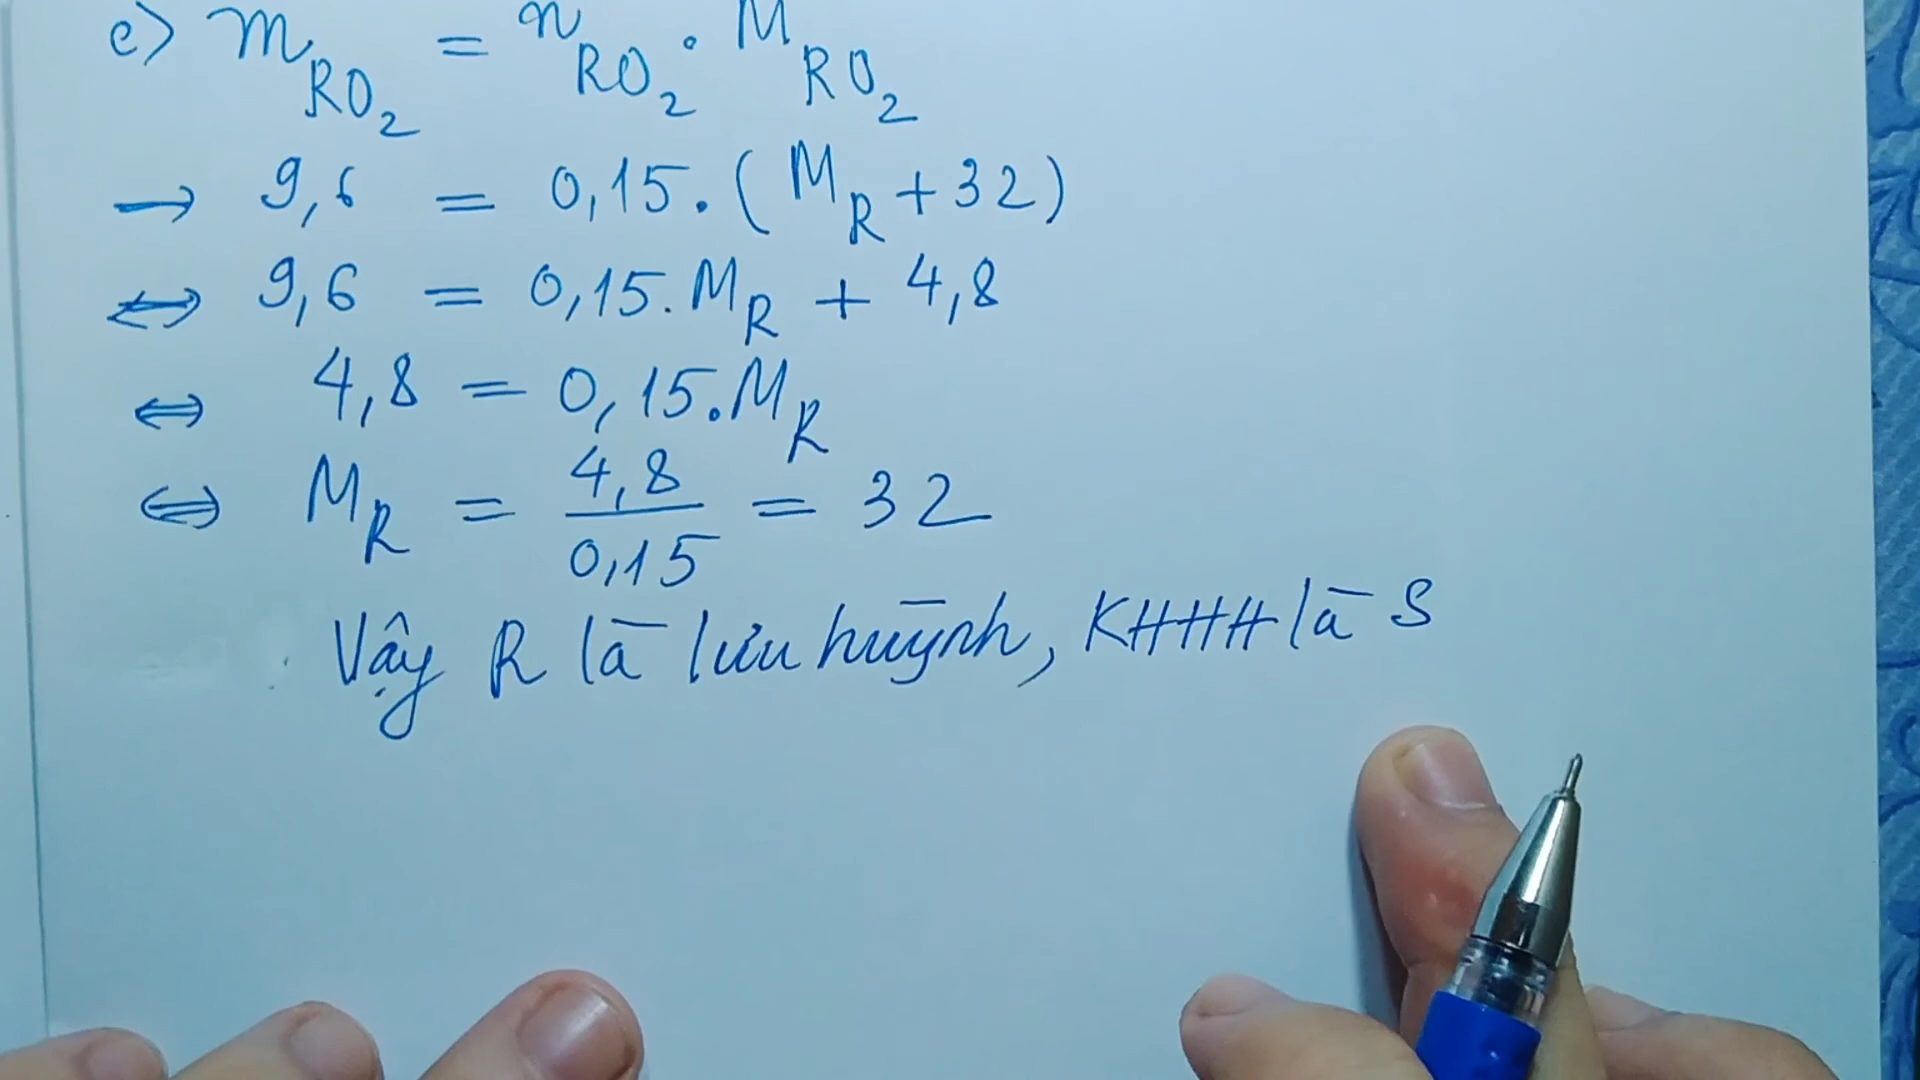 e) m_RO₂ = n_RO₂ . M_RO₂
→ 9,6 = 0,15.(M_R + 32)
⇔ 9,6 = 0,15.M_R + 4,8
⇔ 4,8 = 0,15.M_R
⇔ M_R = 4,8/0,15 = 32
Vậy R là lưu huỳnh, KHHH là S